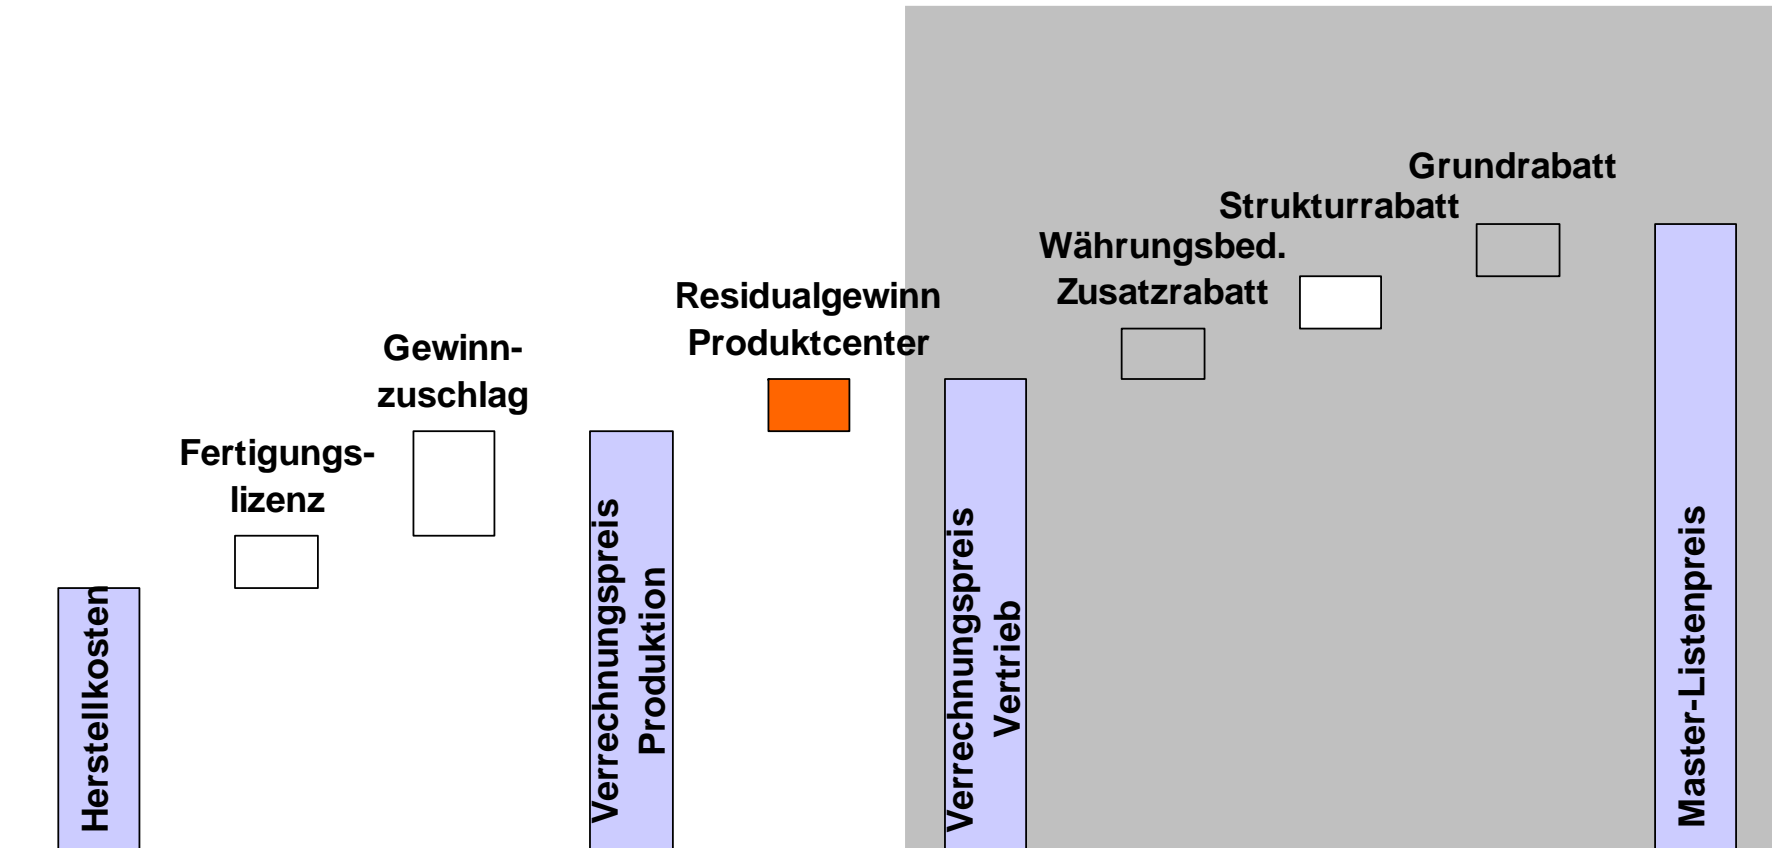 Grundrabatt
Strukturrabatt
Währungsbed.
Zusatzrabatt
Residualgewinn
Produktcenter
Gewinn-
zuschlag
Fertigungs-
lizenz
Herstellkosten
Verrechnungspreis
Produktion
Verrechnungspreis
Vertrieb
Master-Listenpreis